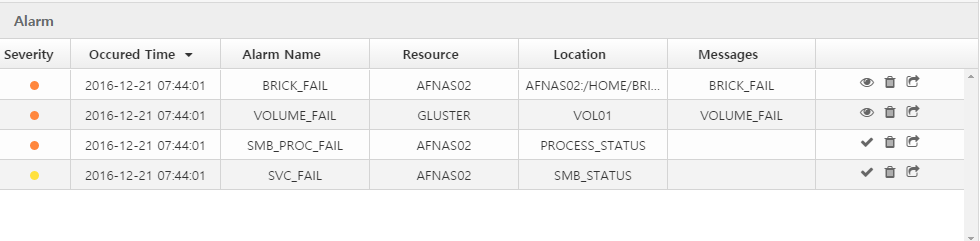 Alarm
Severity Occured Time Alarm Name Resource Location Messages
2016-12-21 07:44:01 BRICK_FAIL AFNAS02 AFNAS02:/HOME/BRI... BRICK_FAIL
2016-12-21 07:44:01 VOLUME_FAIL GLUSTER VOL01 VOLUME_FAIL
2016-12-21 07:44:01 SMB_PROC_FAIL AFNAS02 PROCESS_STATUS
2016-12-21 07:44:01 SVC_FAIL AFNAS02 SMB_STATUS